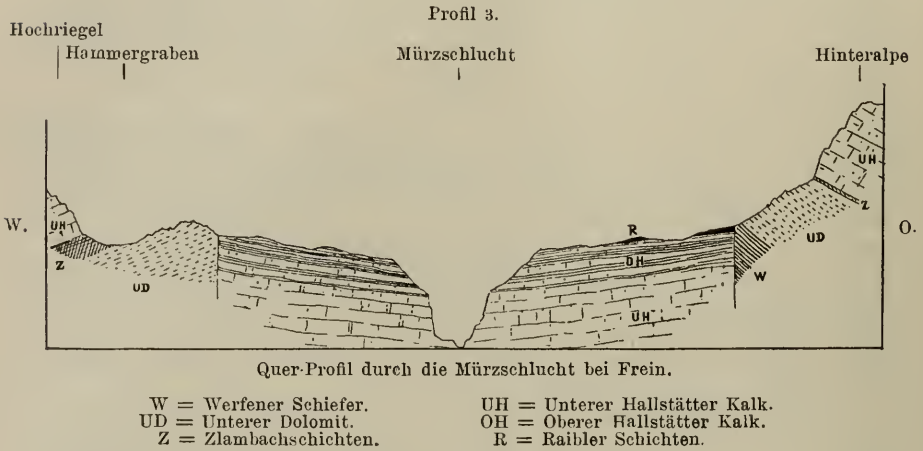 Profil 3.
Hochriegel
Hammergraben Mürzschlucht Hinteralpe
W. O.
UH
UH
R
Z
OH
UD
Z
W
UD
UH
Quer-Profil durch die Mürzschlucht bei Frein.
W = Werfener Schiefer. UH = Unterer Hallstätter Kalk.
UD = Unterer Dolomit. OH = Oberer Hallstätter Kalk.
Z = Zlambachschichten. R = Raibler Schichten.